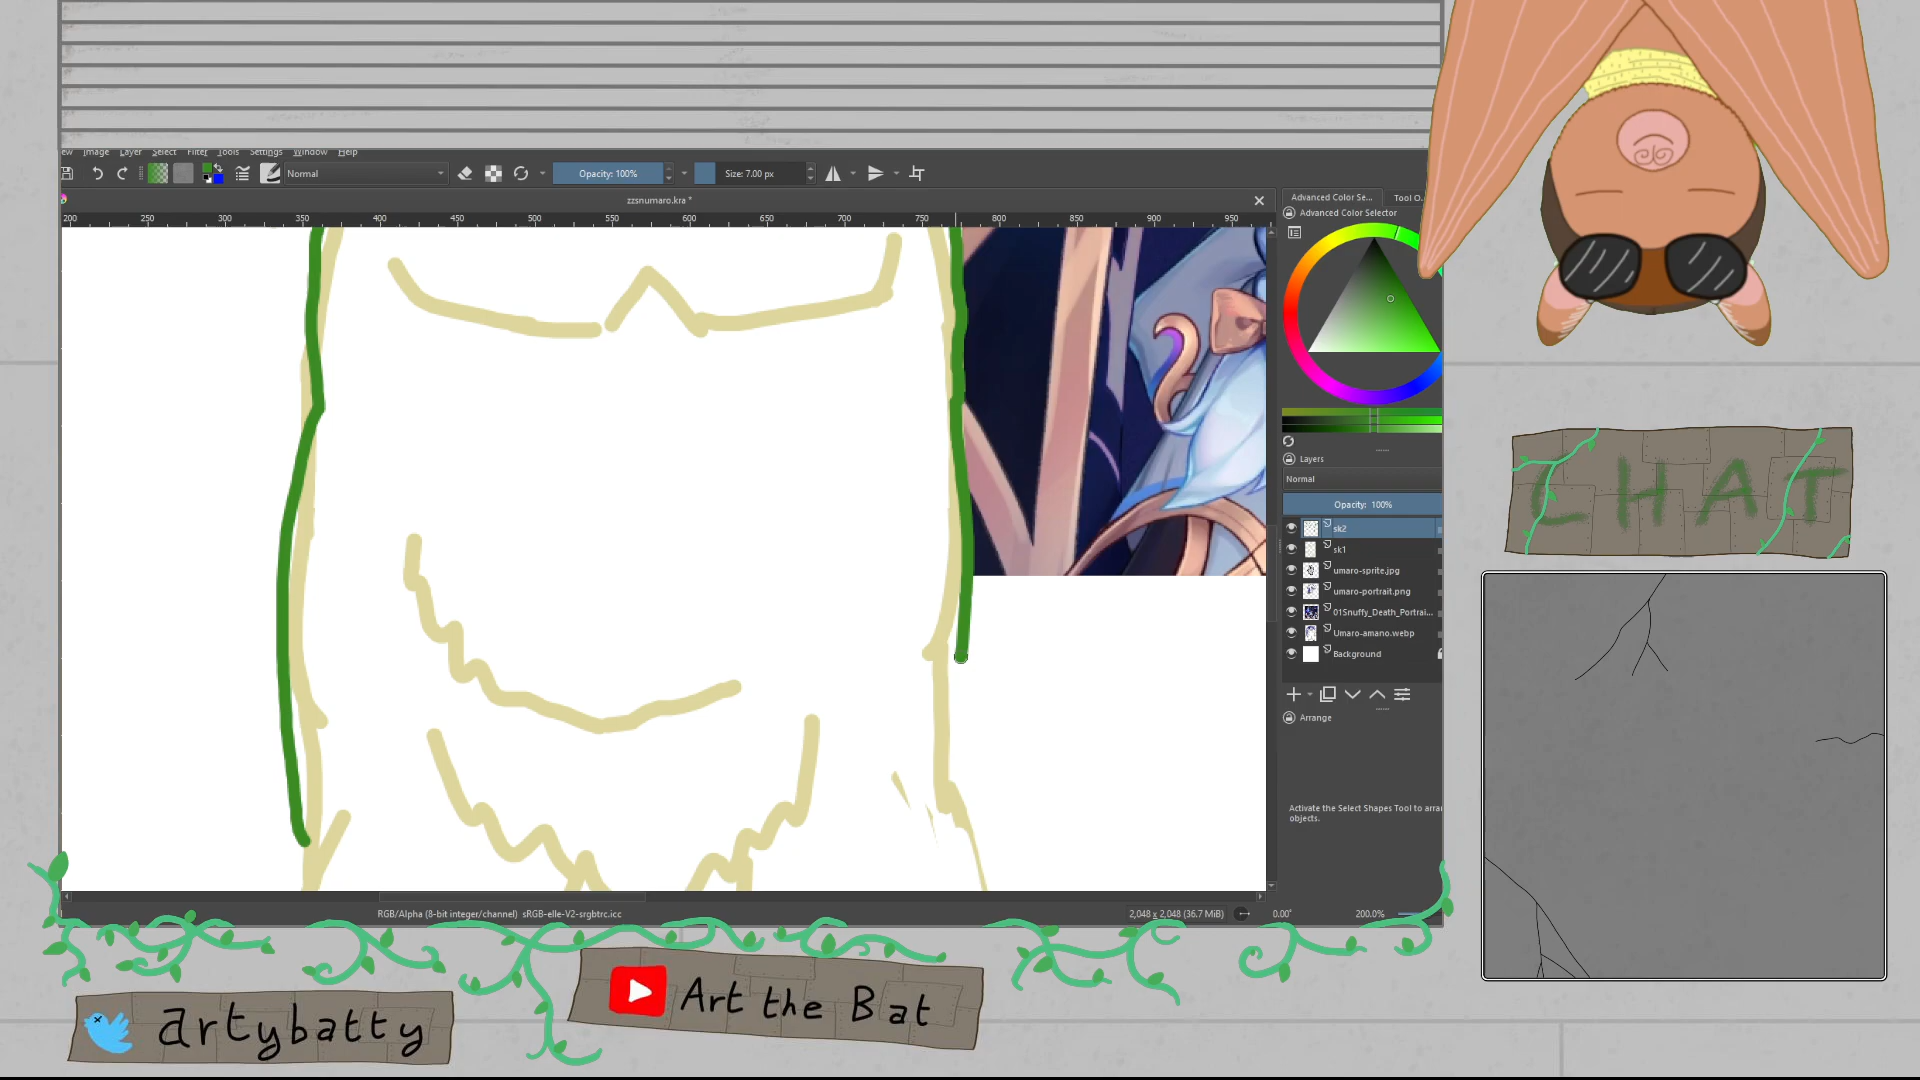 ew Image Layer Select Filter Tools Settings Window Help
Normal
Opacity: 100%
Size: 7.00 px
zzsnumaro.kra *
200 250 300 350 400 450 500 550 600 650 700 750 800 850 900 950
Advanced Color Se... Tool O...
Advanced Color Selector
Layers
Normal
Opacity: 100%
sk2
sk1
umaro-sprite.jpg
umaro-portrait.png
01Snuffy_Death_Portrai...
Umaro-amano.webp
Background
Arrange
Activate the Select Shapes Tool to arra
objects.
RGB/Alpha (8-bit integer/channel) sRGB-elle-V2-srgbtrc.icc
2,048 x 2,048 (36.7 MiB)
0.00°
200.0%
CHAT
artybatty
Art the Bat